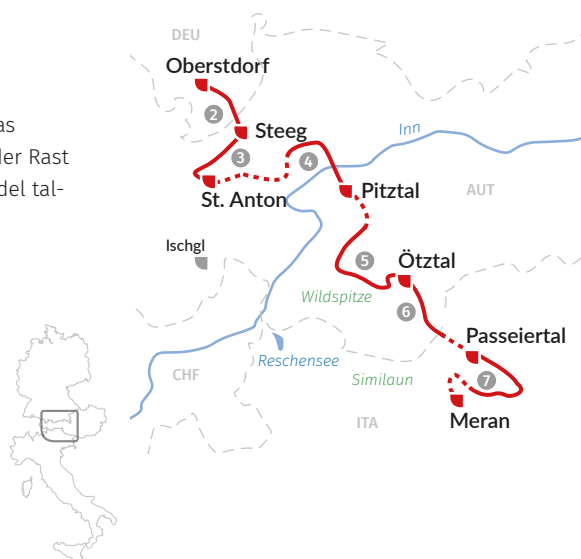 as
der Rast
del tal-
DEU
Oberstdorf
2
Steeg
3
4
Inn
St. Anton
Pitztal
AUT
Ischgl
5
Ötztal
Wildspitze
6
Passeiertal
Reschensee
CHF
Similaun
7
ITA
Meran